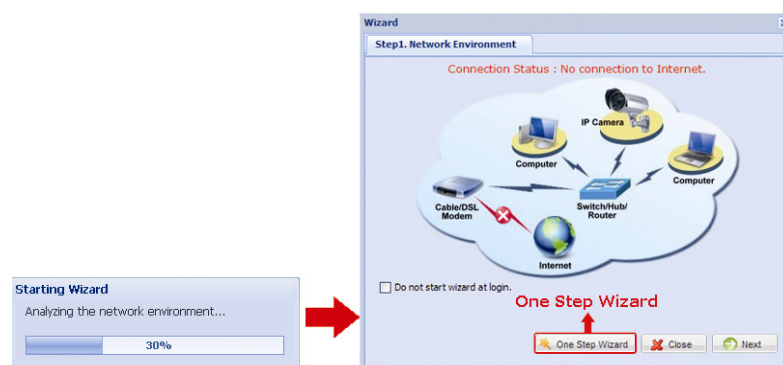 Starting Wizard
Analyzing the network environment...
30%
Wizard
Step1. Network Environment
Connection Status : No connection to Internet.
IP Camera
Computer
Computer
Cable/DSL
Modem
Switch/Hub/
Router
Internet
Do not start wizard at login.
One Step Wizard
One Step Wizard
Close
Next